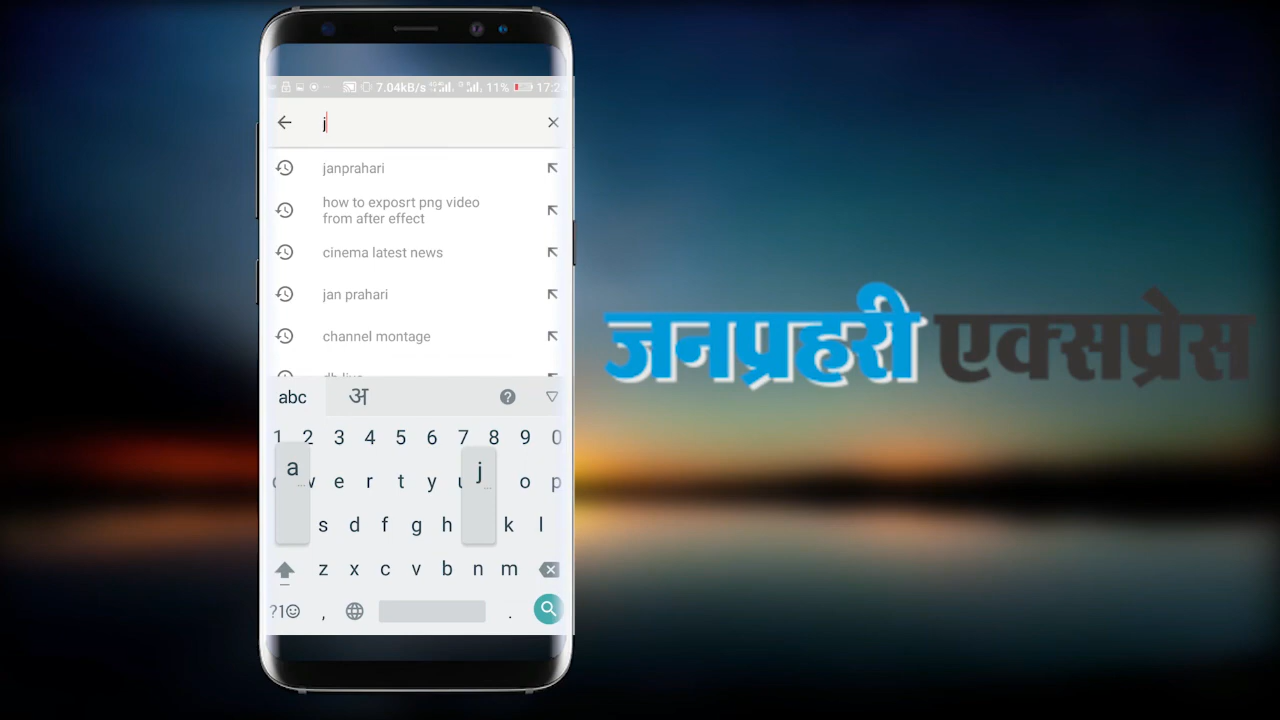 7.04kB/s 11% 17:2
j
janprahari
how to exposrt png video
from after effect
cinema latest news
jan prahari
channel montage
जनप्रहरी एक्सप्रेस
abc अ
1 2 3 4 5 6 7 8 9 0
e r t y u o p
a s d f g h j k l
z x c v b n m
?1 , .